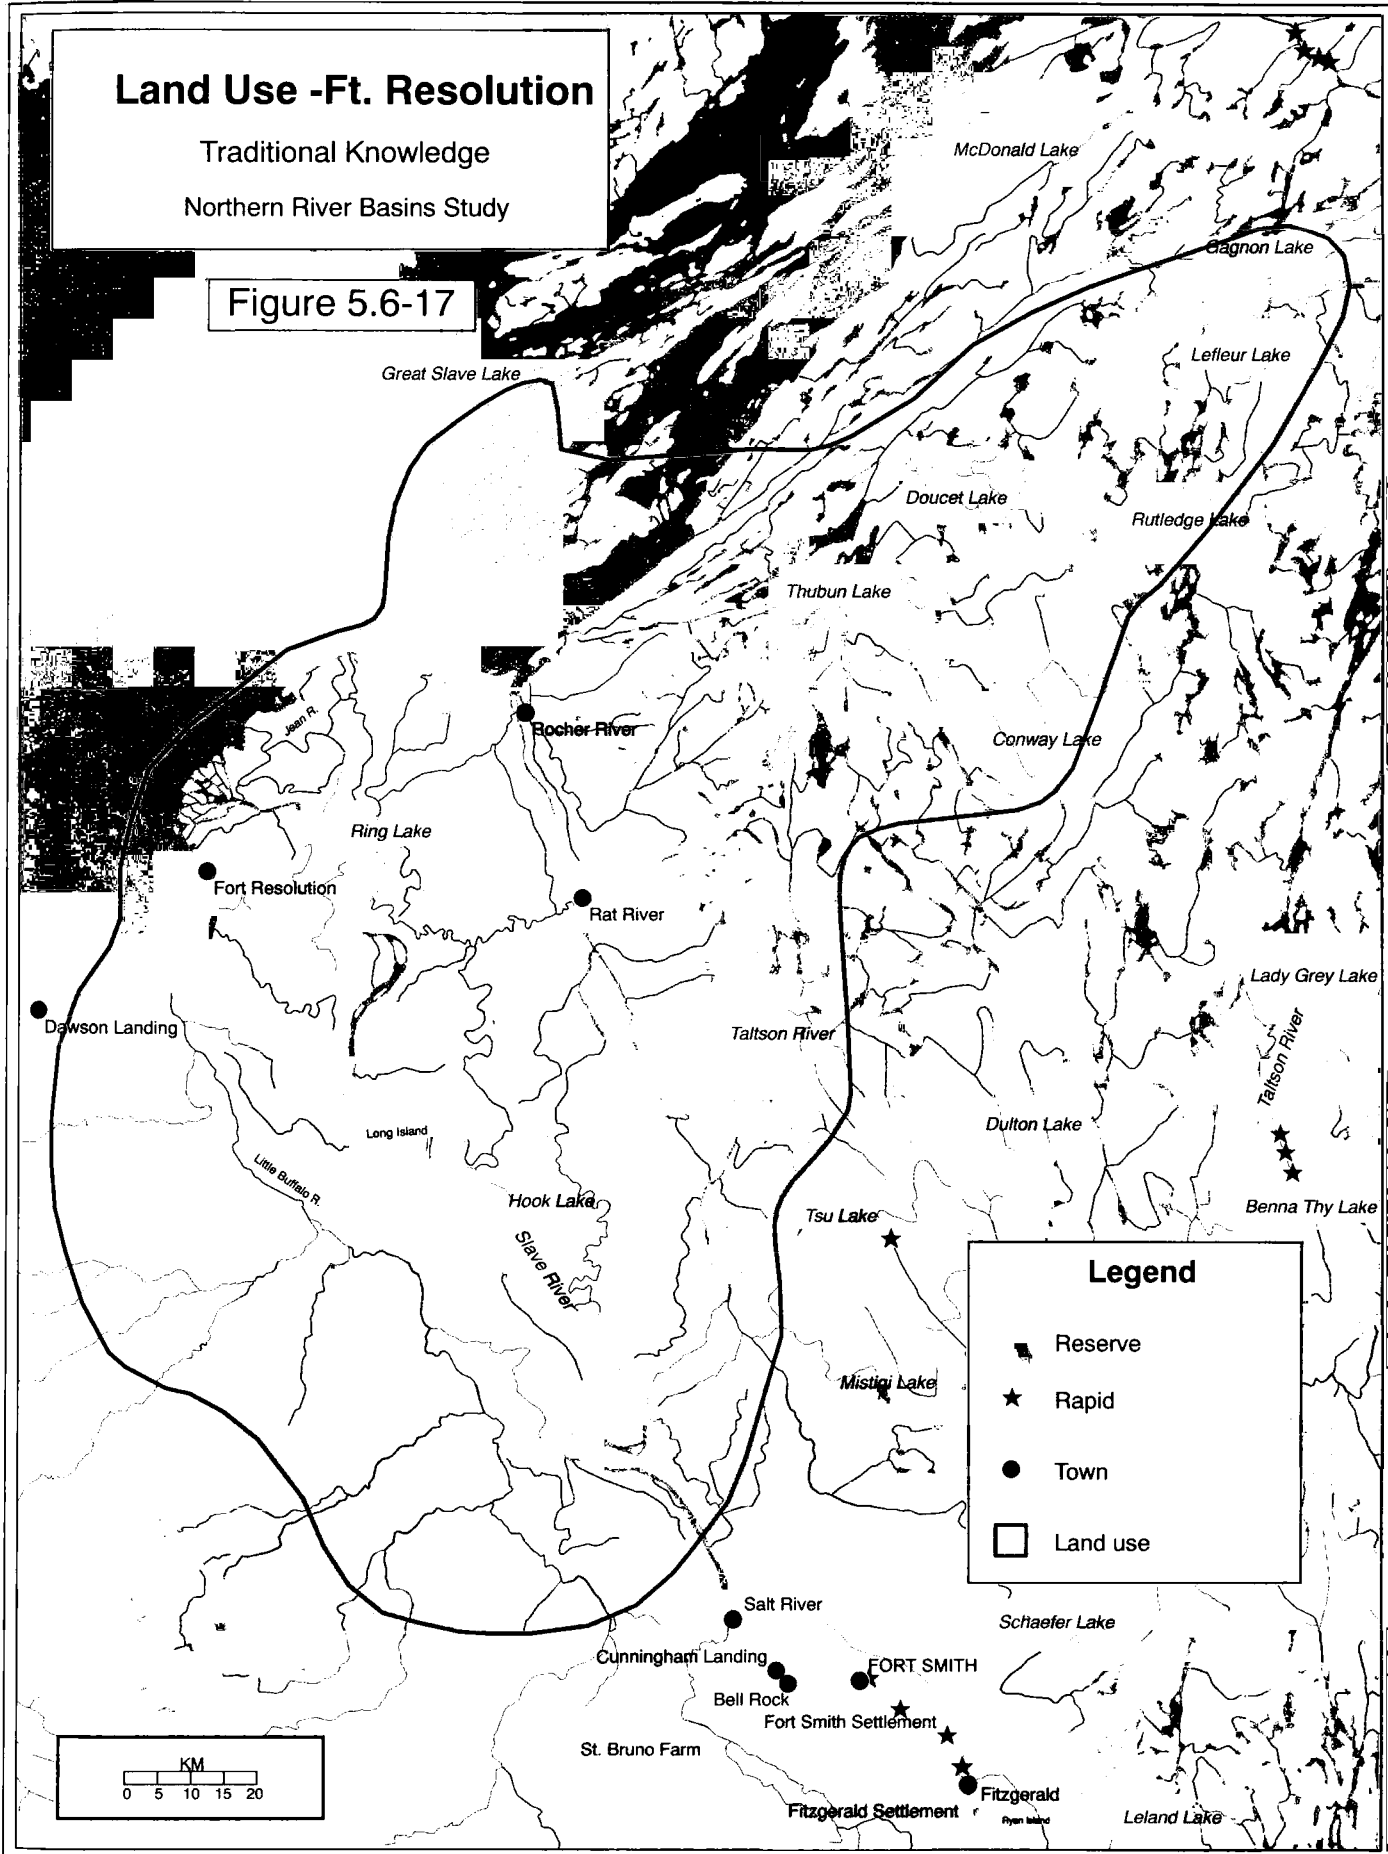 Land Use -Ft. Resolution
Traditional Knowledge
Northern River Basins Study
Figure 5.6-17
McDonald Lake
Gagnon Lake
Lefleur Lake
Great Slave Lake
Doucet Lake
Rutledge Lake
Thubun Lake
Jean R.
Rocher River
Conway Lake
Ring Lake
Fort Resolution
Rat River
Lady Grey Lake
Dawson Landing
Taltson River
Taltson River
Long Island
Dulton Lake
Little Buffalo R.
Hook Lake
Tsu Lake
Benna Thy Lake
Slave River
Legend
Reserve
Rapid
Town
Land use
Mistigi Lake
Salt River
Schaefer Lake
Cunningham Landing
FORT SMITH
Bell Rock
Fort Smith Settlement
St. Bruno Farm
Fitzgerald
Fitzgerald Settlement
Ryan Island
Leland Lake
KM
0 5 10 15 20